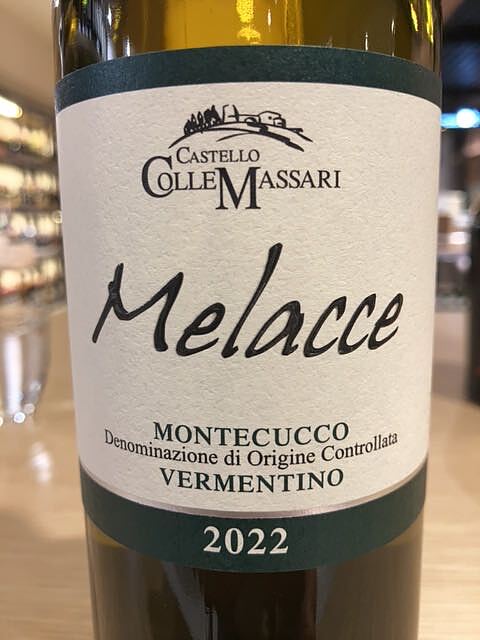 CASTELLO
COLLEMASSARI
Melacce
MONTECUCCO
Denominazione di Origine Controllata
VERMENTINO
2022